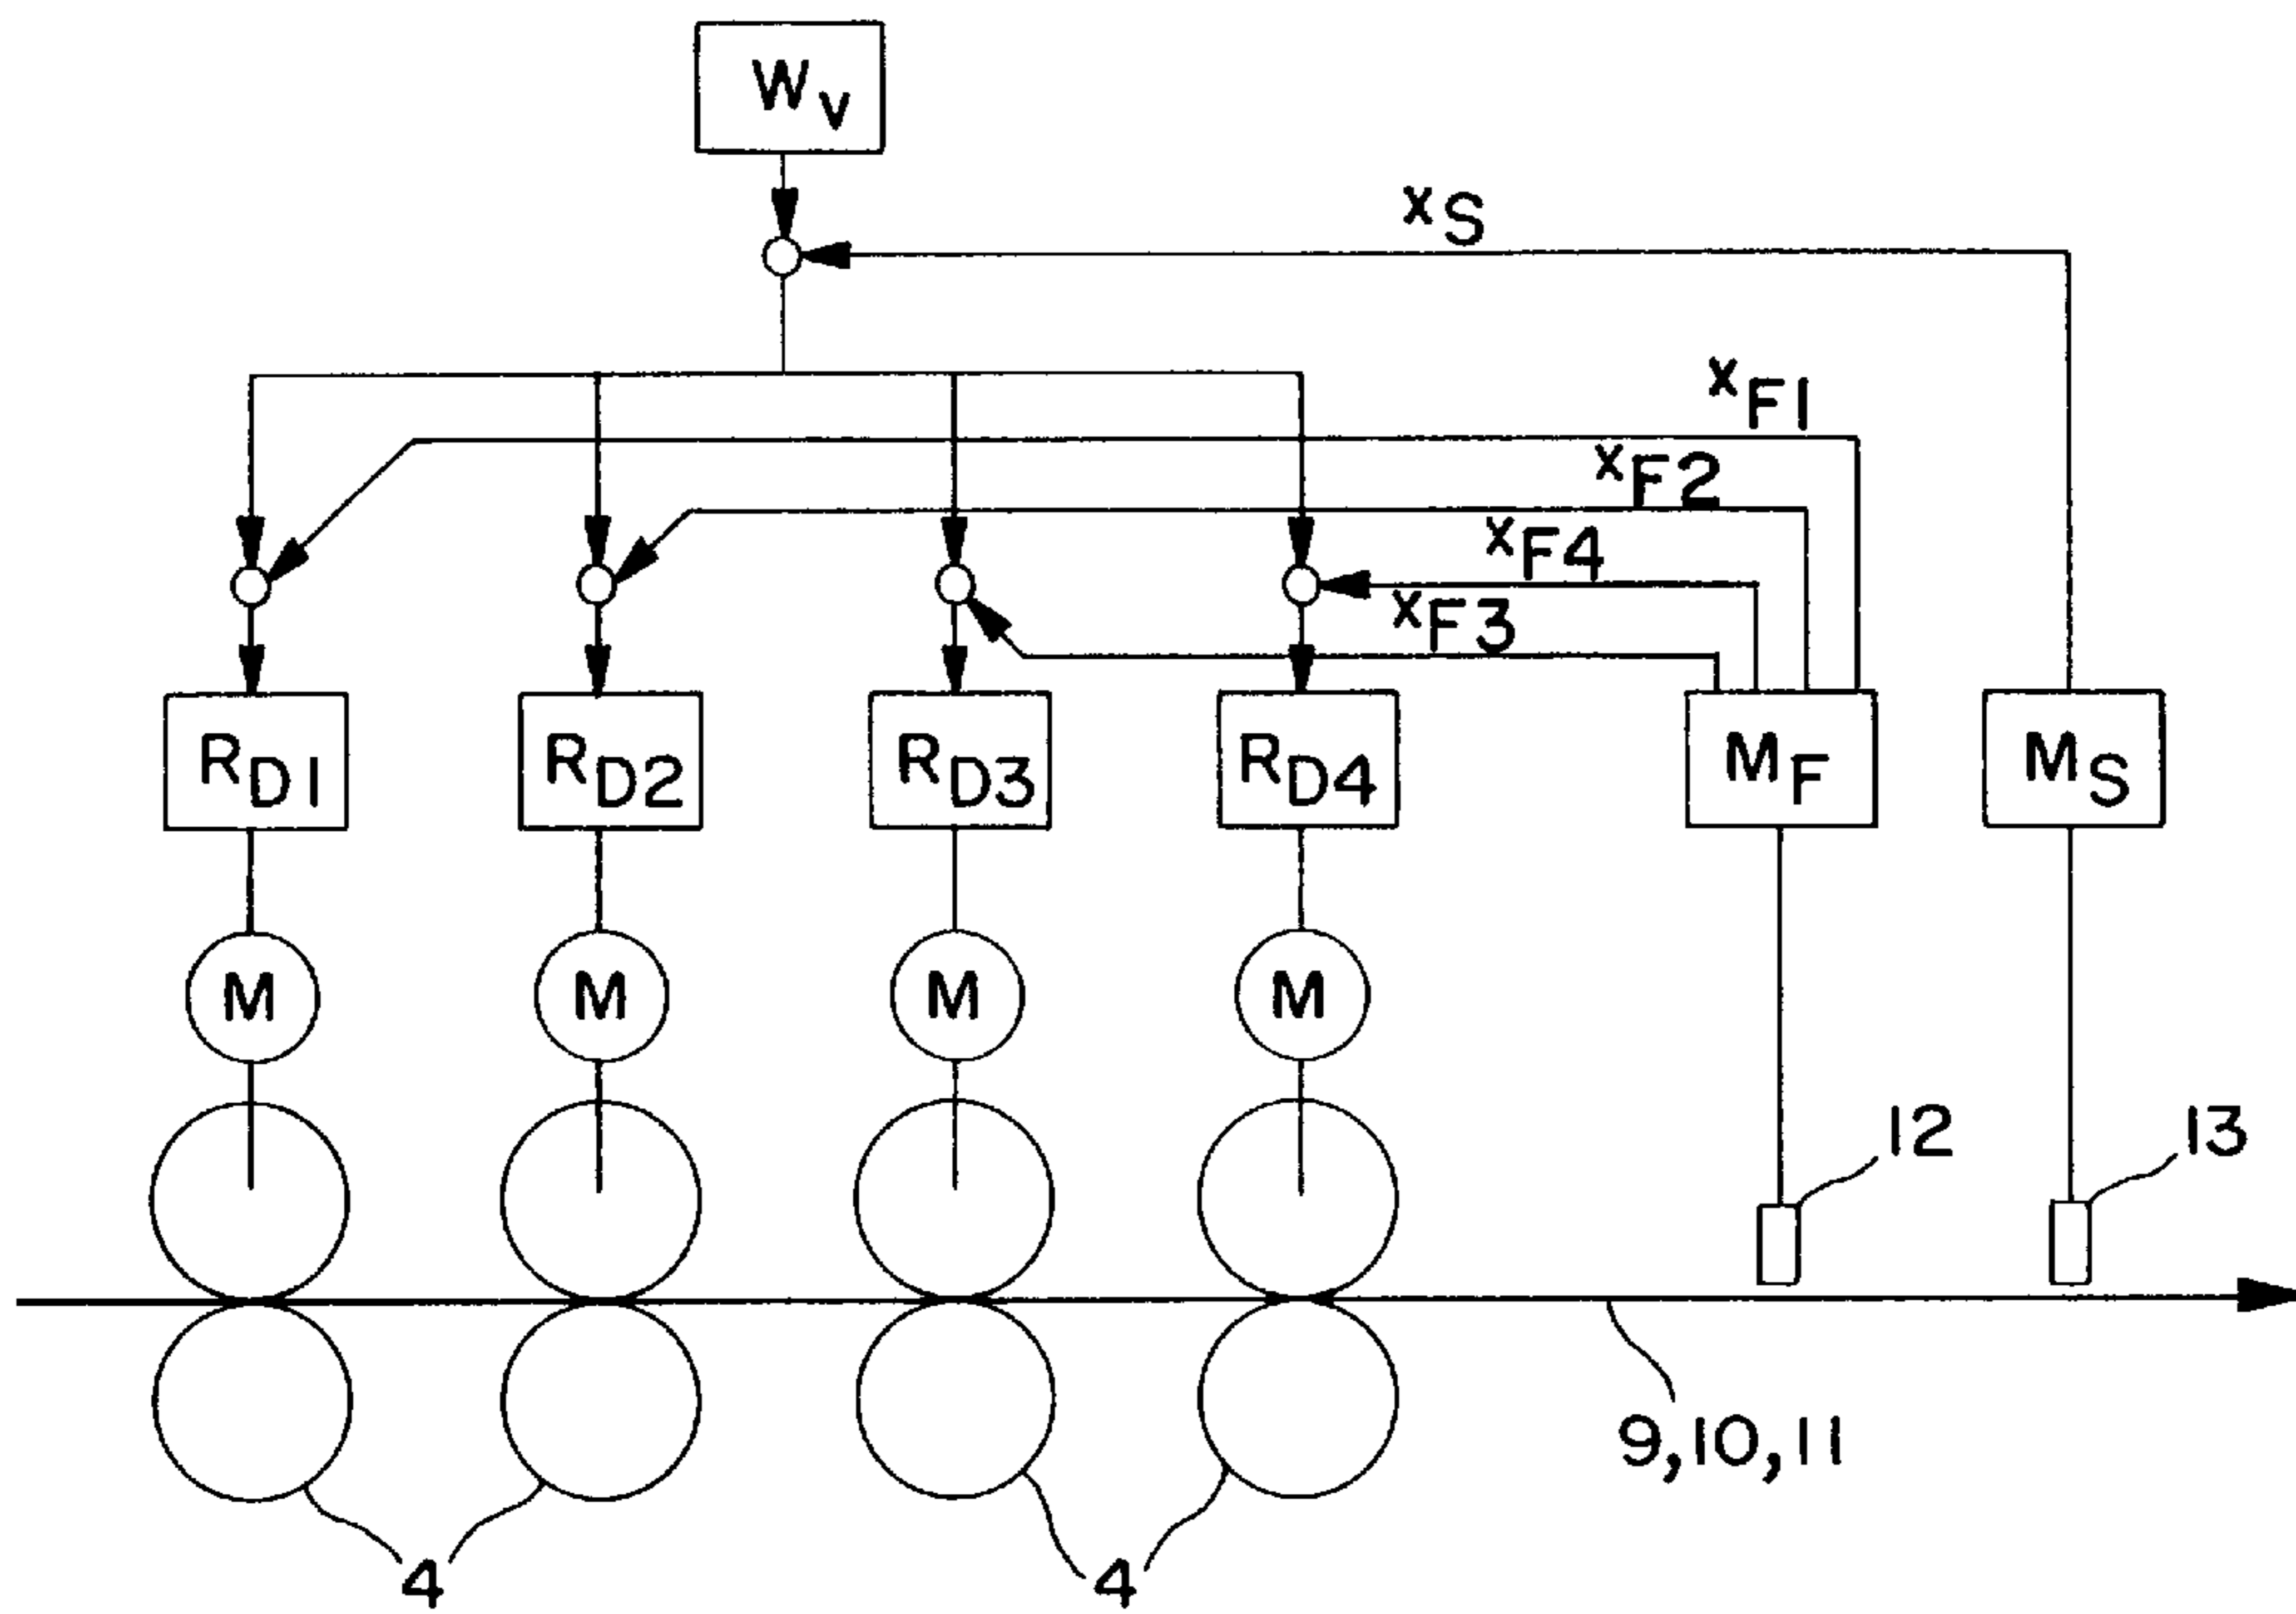 W_V
x_S
x_F1
x_F2
x_F4
x_F3
R_D1 R_D2 R_D3 R_D4 M_F M_S
M M M M
12 13
9,10,11
4 4